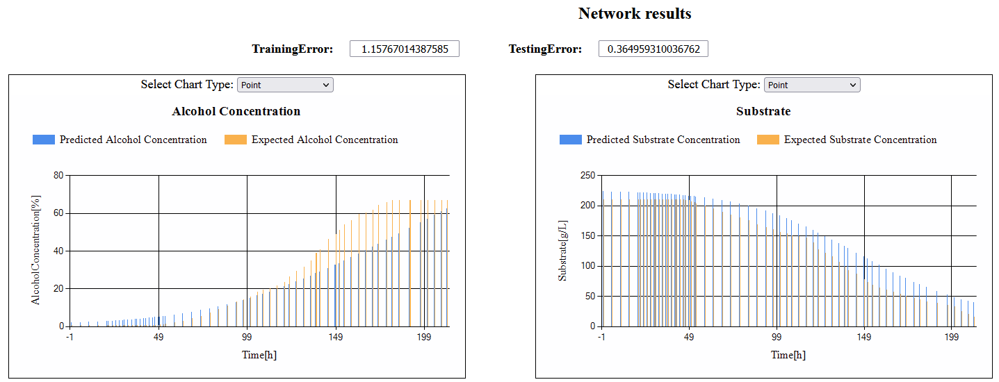 Network results
TrainingError: 1.15767014387585 TestingError: 0.364959310036762
Select Chart Type: Point
Alcohol Concentration
Predicted Alcohol Concentration Expected Alcohol Concentration
80
60
40
20
0
AlcoholConcentration[%]
-1 49 99 149 199
Time[h]
Select Chart Type: Point
Substrate
Predicted Substrate Concentration Expected Substrate Concentration
250
200
150
100
50
0
Substrate[g/L]
-1 49 99 149 199
Time[h]